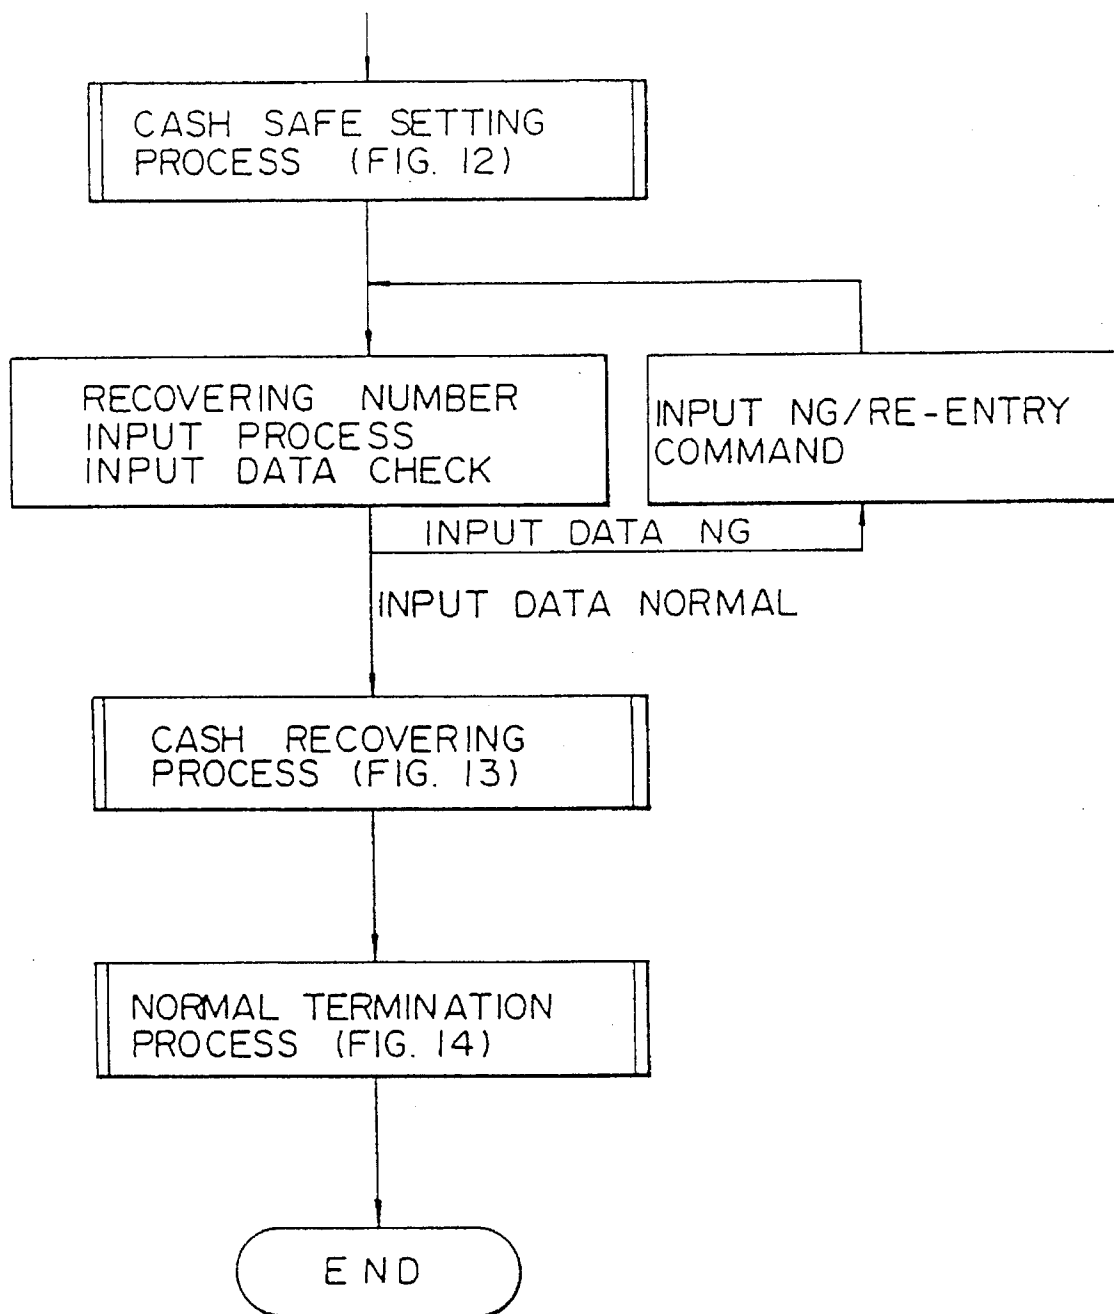 CASH SAFE SETTING
PROCESS (FIG. 12)
RECOVERING NUMBER
INPUT PROCESS
INPUT DATA CHECK
INPUT NG/RE-ENTRY
COMMAND
INPUT DATA NG
INPUT DATA NORMAL
CASH RECOVERING
PROCESS (FIG. 13)
NORMAL TERMINATION
PROCESS (FIG. 14)
END